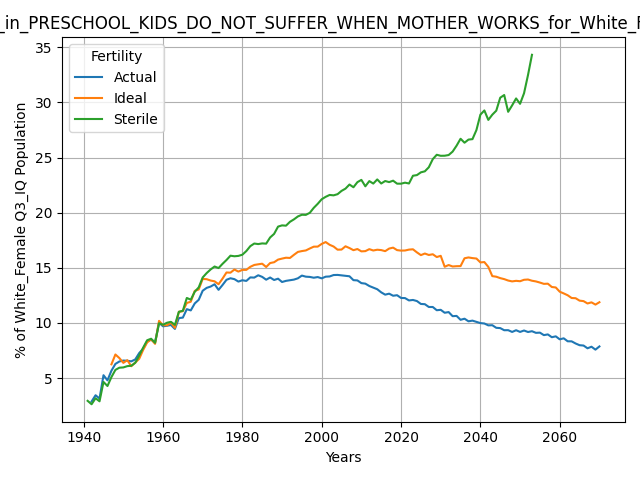 _in_PRESCHOOL_KIDS_DO_NOT_SUFFER_WHEN_MOTHER_WORKS_for_White_F
Fertility
Actual
Ideal
Sterile
% of White_Female Q3_IQ Population
35
30
25
20
15
10
5
1940 1960 1980 2000 2020 2040 2060
Years